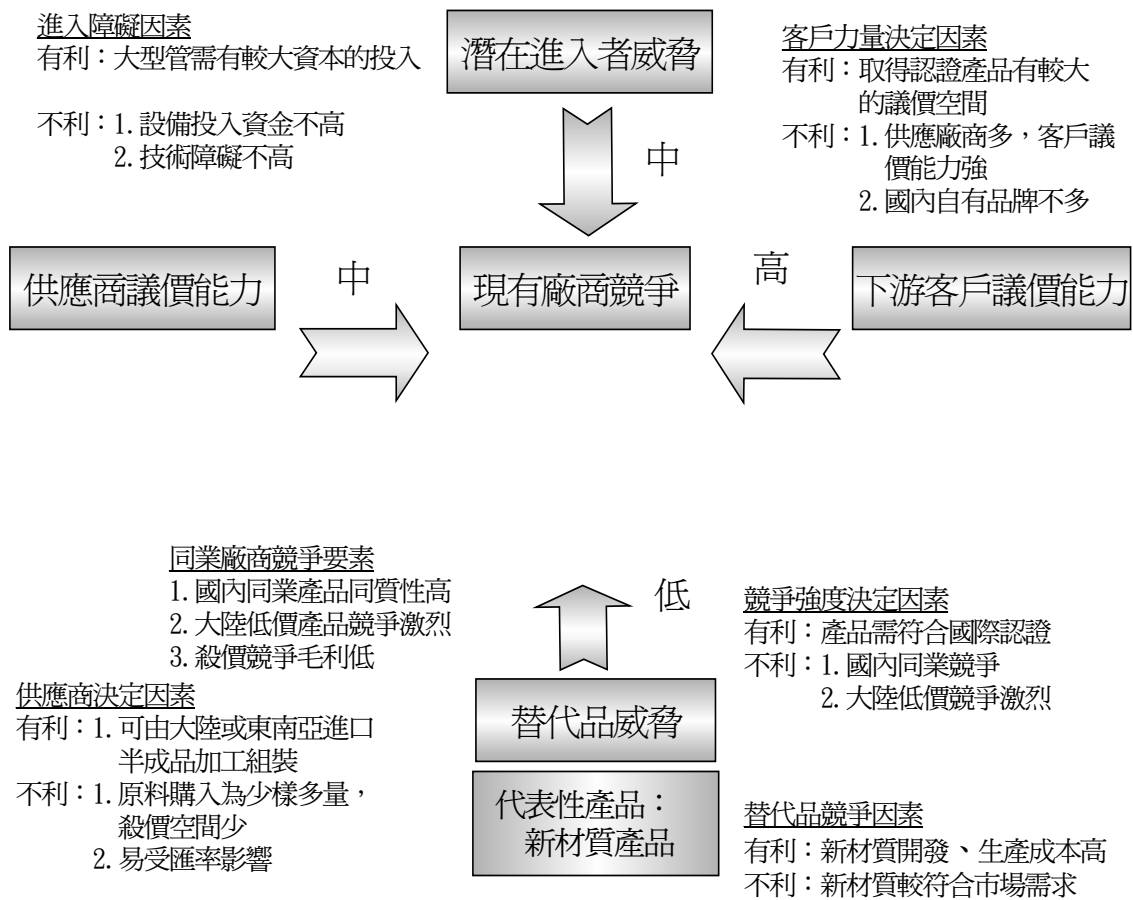 進入障礙因素
有利：大型管需有較大資本的投入
不利：1.設備投入資金不高
2.技術障礙不高
潛在進入者威脅
中
客戶力量決定因素
有利：取得認證產品有較大
的議價空間
不利：1.供應廠商多，客戶議
價能力強
2.國內自有品牌不多
供應商議價能力
中
現有廠商競爭
高
下游客戶議價能力
同業廠商競爭要素
1.國內同業產品同質性高
2.大陸低價產品競爭激烈
3.殺價競爭毛利低
低
競爭強度決定因素
有利：產品需符合國際認證
不利：1.國內同業競爭
2.大陸低價競爭激烈
供應商決定因素
有利：1.可由大陸或東南亞進口
半成品加工組裝
不利：1.原料購入為少樣多量，
殺價空間少
2.易受匯率影響
替代品威脅
代表性產品：
新材質產品
替代品競爭因素
有利：新材質開發、生產成本高
不利：新材質較符合市場需求